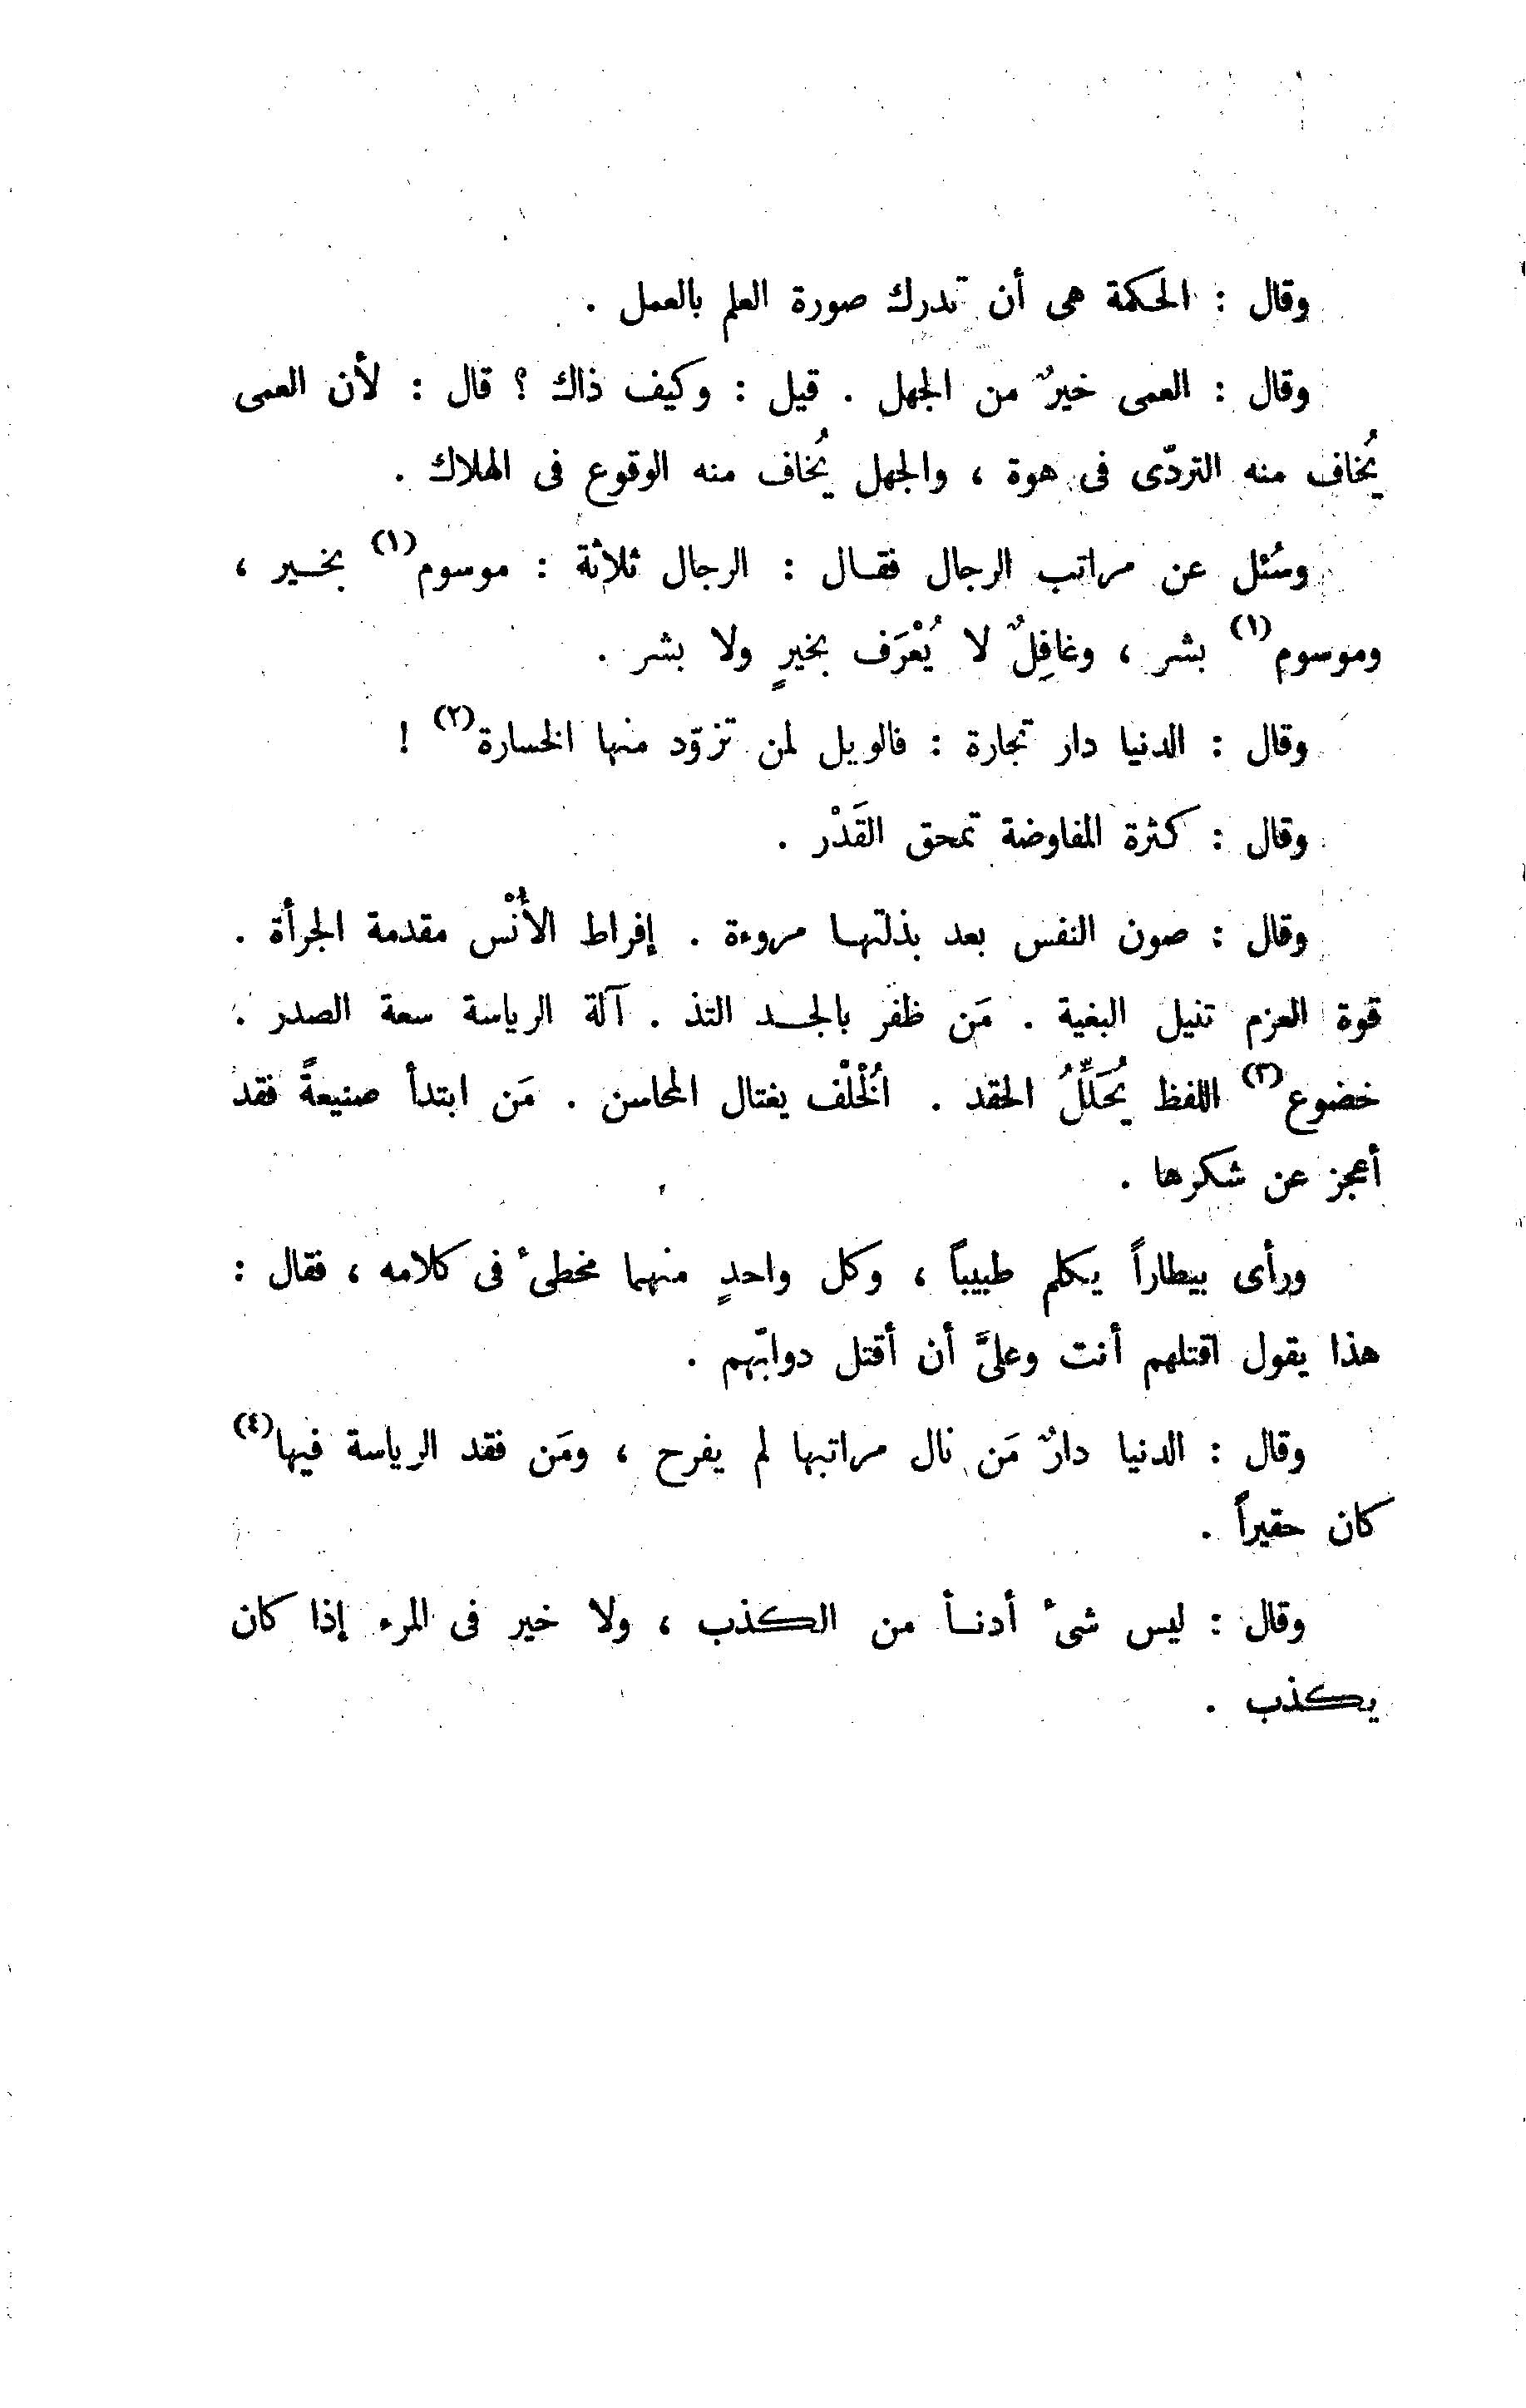 وقال : الحكمة هى أن تدرك صورة العلم بالعمل .
وقال : العمى خيرٌ من الجهل . قيل : وكيف ذاك ؟ قال : لأن العمى
يُخاف منه التردّى فى هوة ، والجهل يُخاف منه الوقوع فى الهلاك .
وسُئل عن مراتب الرجال فقال : الرجال ثلاثة : موسوم(١) بخير ،
وموسوم(١) بشر ، وغافِلٌ لا يُعْرَف بخيرٍ ولا بشر .
وقال : الدنيا دار تجارة : فالويل لمن تزوّد منها الخسارة(٢) !
وقال : كثرة المفاوضة تمحق القَدْر .
وقال : صون النفس بعد بذلتها مروءة . إفراط الأُنْس مقدمة الجرأة .
قوة العزم تنيل البغية . مَن ظفر بالجد التذ . آلة الرياسة سعة الصدر .
خضوع(٣) اللفظ يُحَلِّلُ الحقد . الخُلْف يغتال المحاسن . مَن ابتدأ صنيعةً فقد
أعجز عن شكرها .
ورأى بيطاراً يكلم طبيباً ، وكل واحدٍ منهما مخطىٔ فى كلامه ، فقال :
هذا يقول اقتلهم أنت وعلىَّ أن أقتل دوابّهم .
وقال : الدنيا دارٌ مَن نال مراتبها لم يفرح ، ومَن فقد الرياسة فيها(٤)
كان حقيراً .
وقال : ليس شىٔ أدنأ من الكذب ، ولا خير فى المرء إذا كان
يكذب .